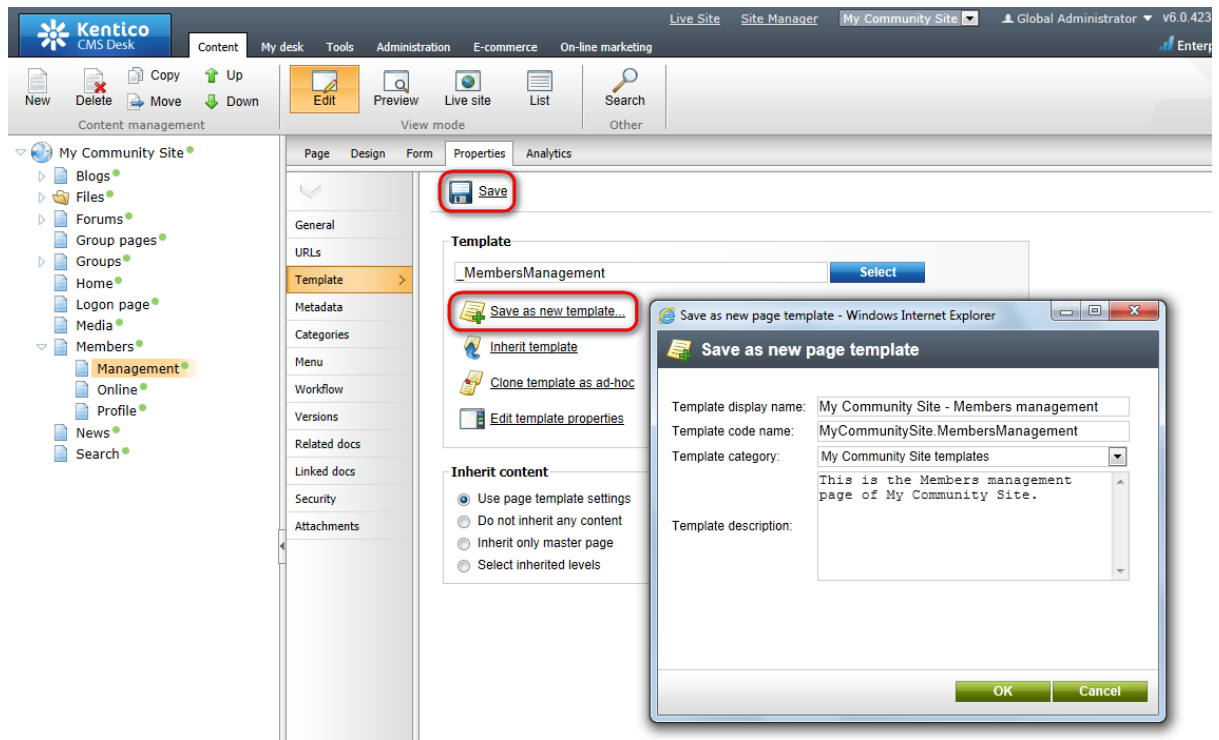 Live Site Site Manager My Community Site Global Administrator v6.0.423
Kentico
CMS Desk
Content My desk Tools Administration E-commerce On-line marketing
New Delete Copy Move Up Down
Content management
Edit Preview Live site List
View mode
Search
Other
My Community Site
Blogs
Files
Forums
Group pages
Groups
Home
Logon page
Media
Members
Management
Online
Profile
News
Search
Page Design Form Properties Analytics
General
URLs
Template
Metadata
Categories
Menu
Workflow
Versions
Related docs
Linked docs
Security
Attachments
Save
Template
_MembersManagement Select
Save as new template...
Inherit template
Clone template as ad-hoc
Edit template properties
Inherit content
Use page template settings
Do not inherit any content
Inherit only master page
Select inherited levels
Save as new page template - Windows Internet Explorer
Save as new page template
Template display name: My Community Site - Members management
Template code name: MyCommunitySite.MembersManagement
Template category: My Community Site templates
Template description: This is the Members management
page of My Community Site.
OK Cancel